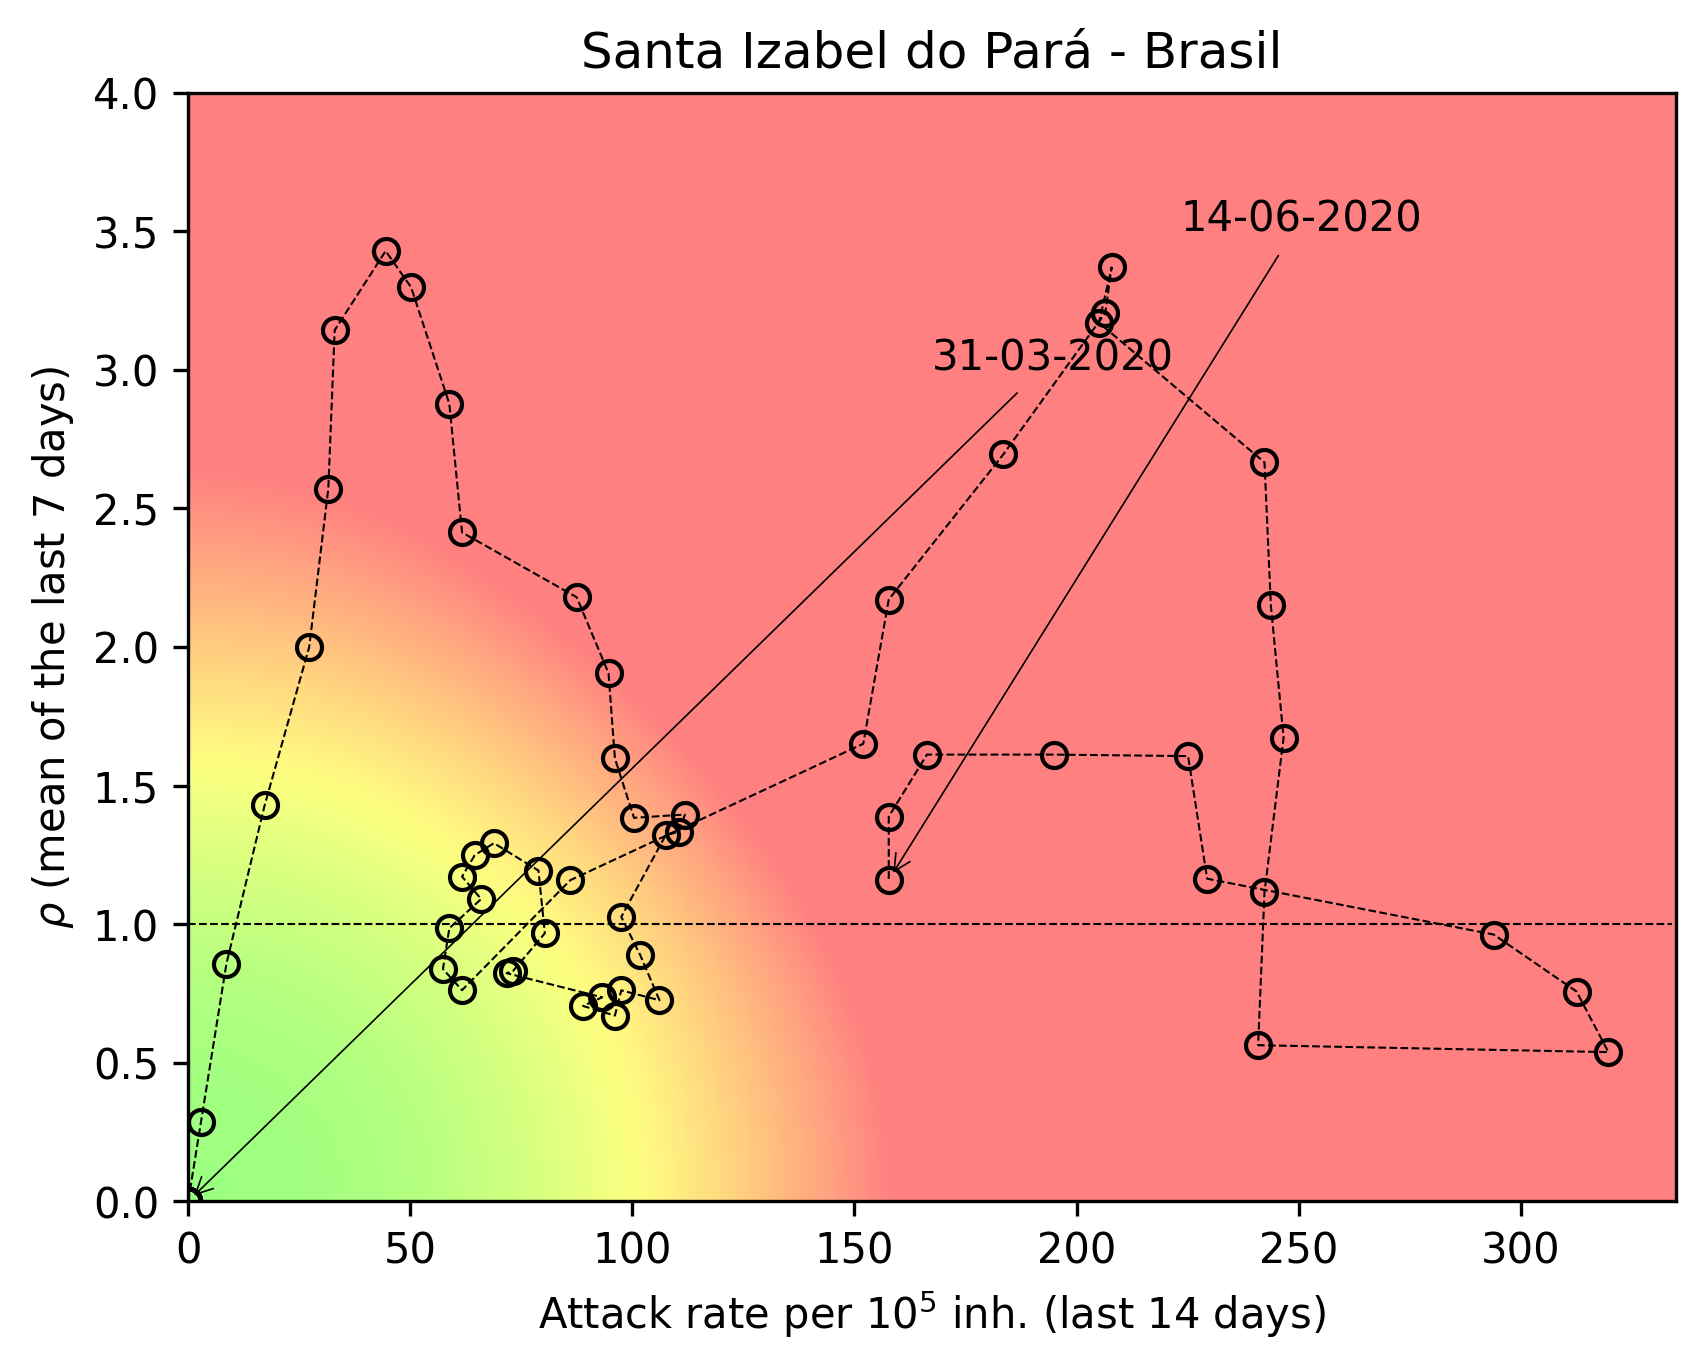 Santa Izabel do Pará - Brasil
4.0
3.5
3.0
2.5
2.0
1.5
1.0
0.5
0.0
ρ (mean of the last 7 days)
14-06-2020
31-03-2020
0 50 100 150 200 250 300
Attack rate per 10⁵ inh. (last 14 days)